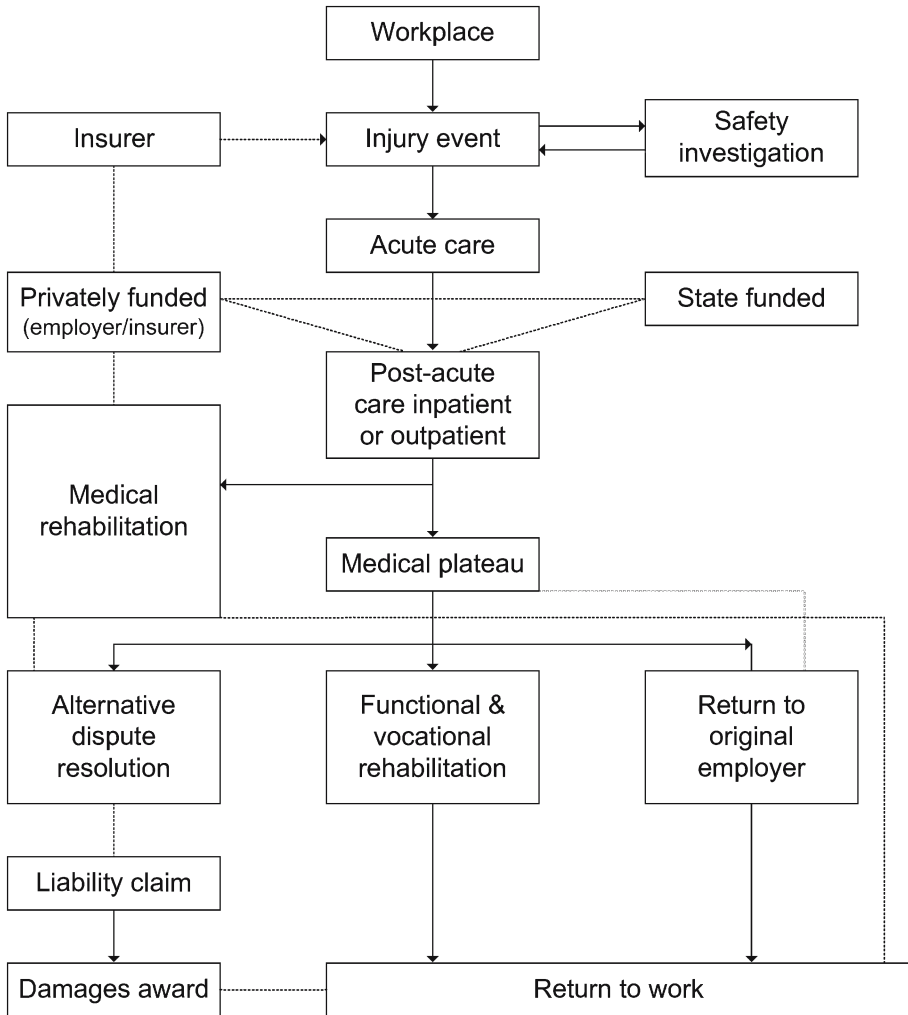 Workplace
Insurer
Injury event
Safety
investigation
Acute care
Privately funded
(employer/insurer)
State funded
Post-acute
care inpatient
or outpatient
Medical
rehabilitation
Medical plateau
Alternative
dispute
resolution
Functional &
vocational
rehabilitation
Return to
original
employer
Liability claim
Damages award
Return to work